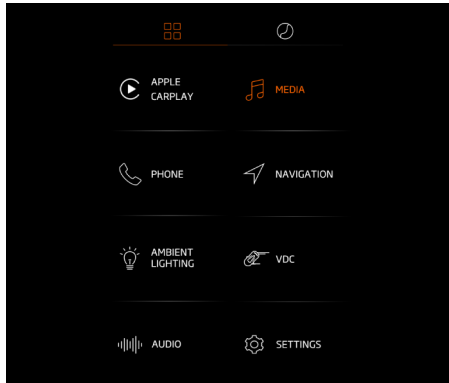 APPLE
CARPLAY
MEDIA
PHONE
NAVIGATION
AMBIENT
LIGHTING
VDC
AUDIO
SETTINGS